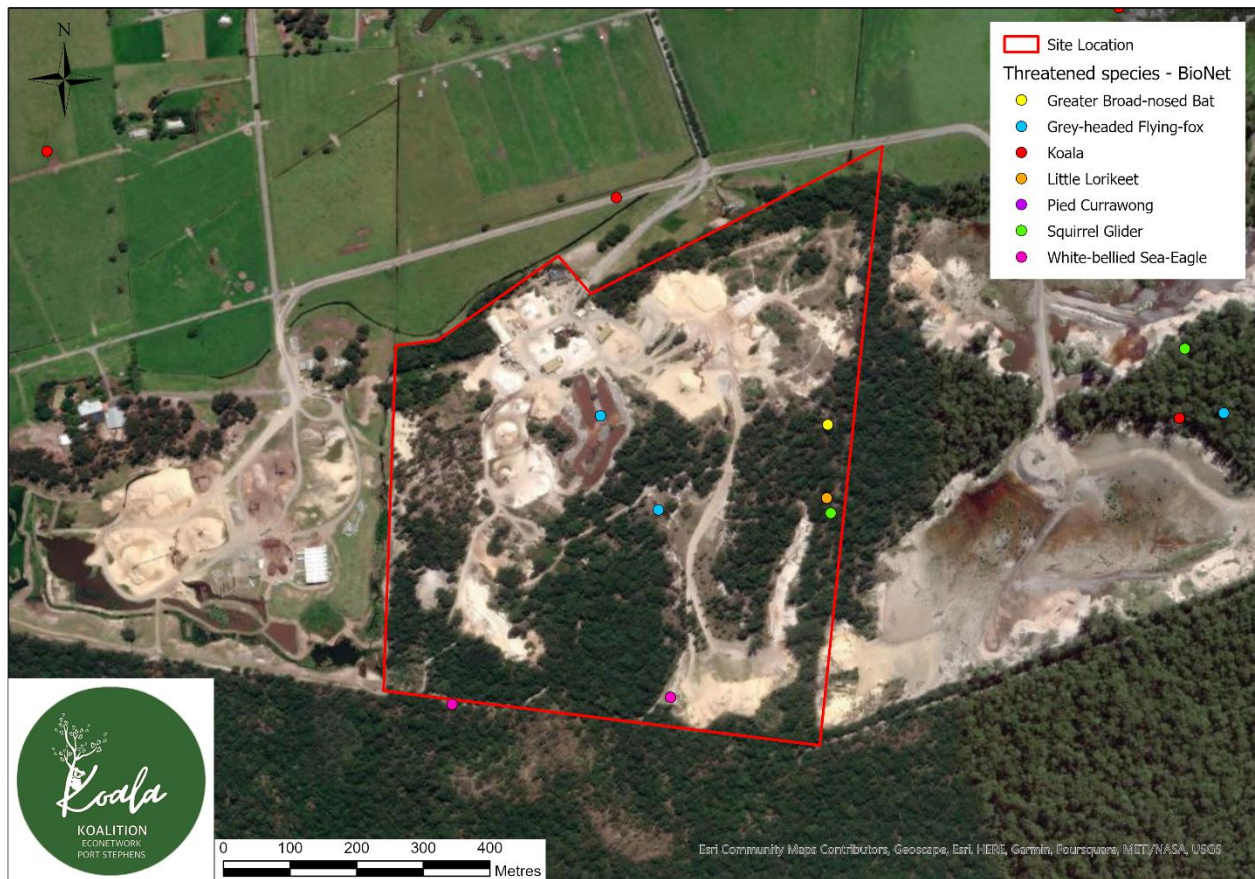 N
Site Location
Threatened species - BioNet
Greater Broad-nosed Bat
Grey-headed Flying-fox
Koala
Little Lorikeet
Pied Currawong
Squirrel Glider
White-bellied Sea-Eagle
Koala
KOALITION
ECONETWORK
PORT STEPHENS
0 100 200 300 400
Metres
Esri Community Maps Contributors, Geoscape, Esri, HERE, Garmin, Foursquare, METI/NASA, USGS